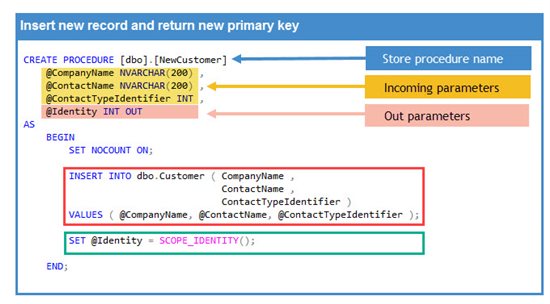 Insert new record and return new primary key
CREATE PROCEDURE [dbo].[NewCustomer]
Store procedure name
@CompanyName NVARCHAR(200) ,
@ContactName NVARCHAR(200) ,
Incoming parameters
@ContactTypeIdentifier INT ,
@Identity INT OUT
Out parameters
AS
BEGIN
SET NOCOUNT ON;
INSERT INTO dbo.Customer ( CompanyName ,
ContactName ,
ContactTypeIdentifier )
VALUES ( @CompanyName, @ContactName, @ContactTypeIdentifier );
SET @Identity = SCOPE_IDENTITY();
END;